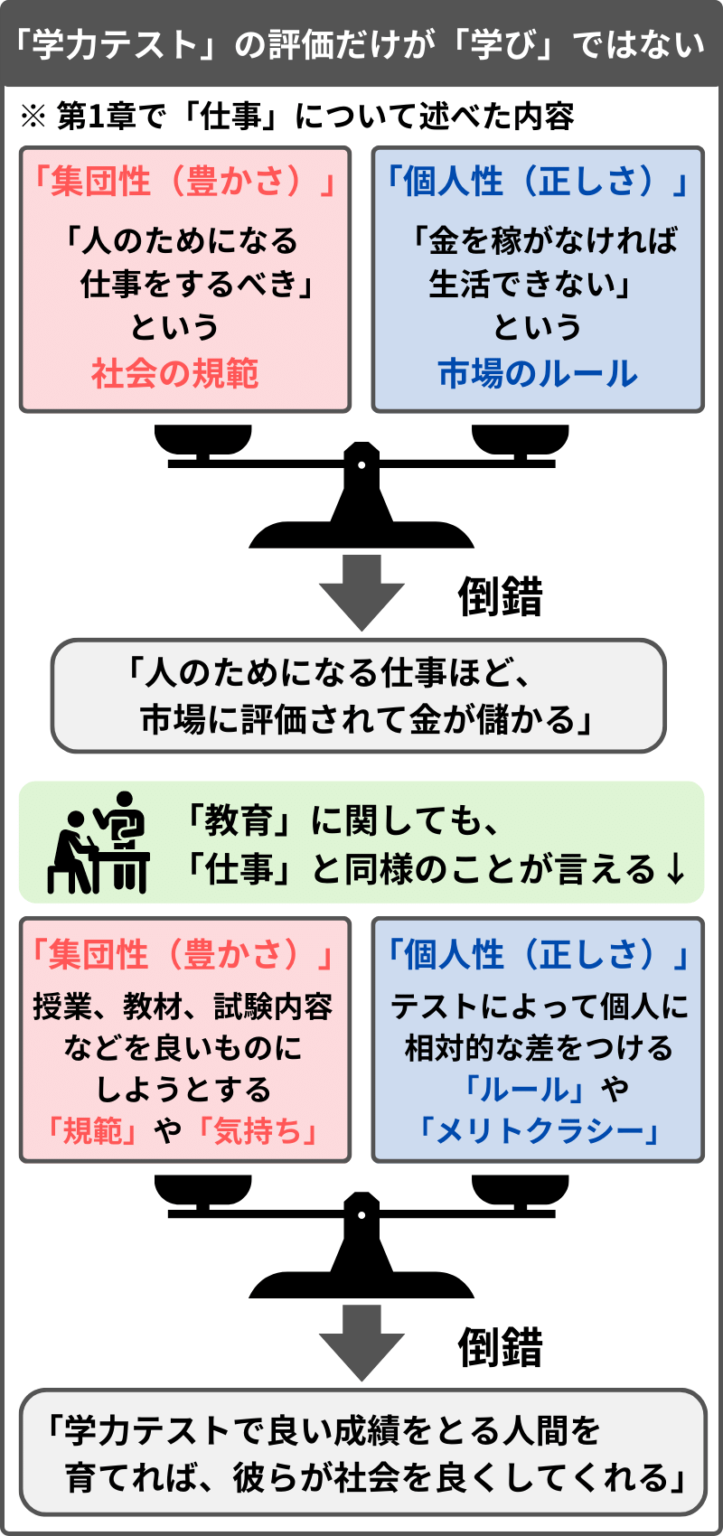 「学力テスト」の評価だけが「学び」ではない
※ 第1章で「仕事」について述べた内容
「集団性（豊かさ）」
「人のためになる
仕事をするべき」
という
社会の規範
「個人性（正しさ）」
「金を稼がなければ
生活できない」
という
市場のルール
倒錯
「人のためになる仕事ほど、
市場に評価されて金が儲かる」
「教育」に関しても、
「仕事」と同様のことが言える↓
「集団性（豊かさ）」
授業、教材、試験内容
などを良いものに
しようとする
「規範」や「気持ち」
「個人性（正しさ）」
テストによって個人に
相対的な差をつける
「ルール」や
「メリトクラシー」
倒錯
「学力テストで良い成績をとる人間を
育てれば、彼らが社会を良くしてくれる」